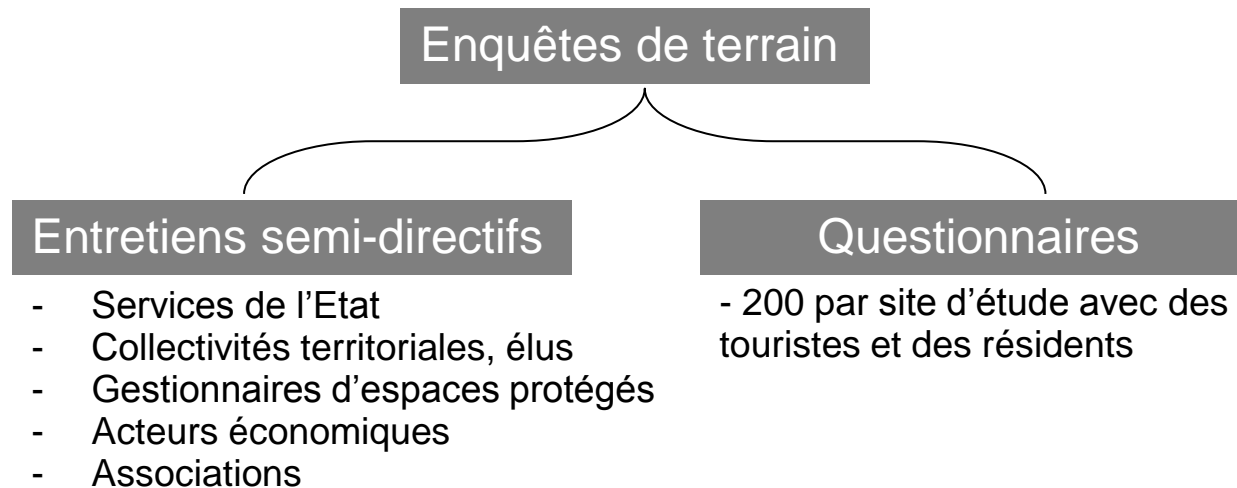 Enquêtes de terrain
Entretiens semi-directifs
- Services de l’Etat
- Collectivités territoriales, élus
- Gestionnaires d’espaces protégés
- Acteurs économiques
- Associations
Questionnaires
- 200 par site d’étude avec des
touristes et des résidents